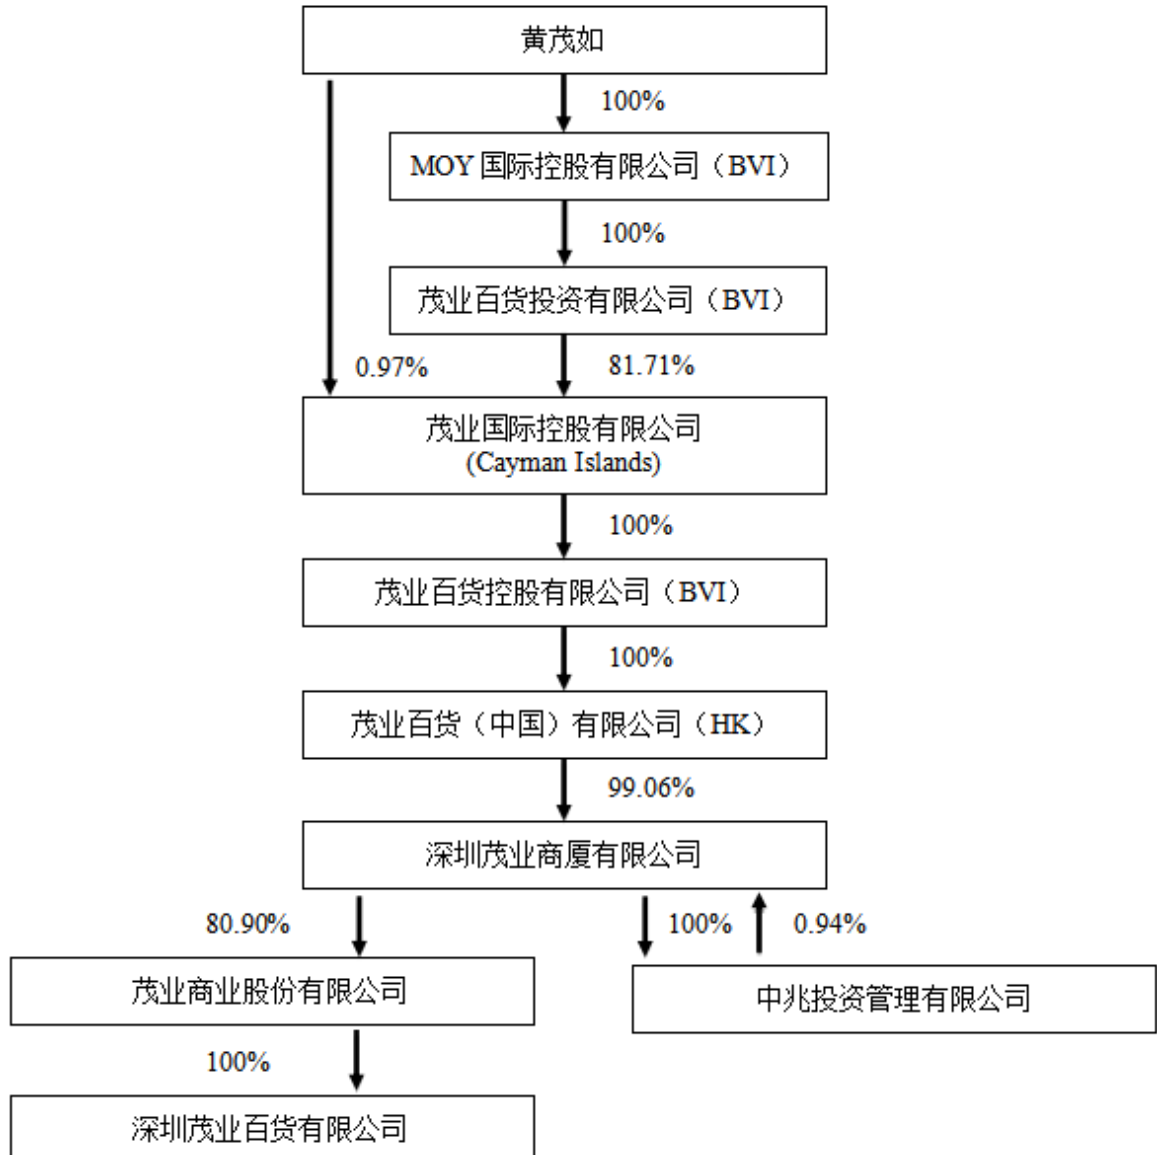 黄茂如
100%
MOY 国际控股有限公司（BVI）
100%
茂业百货投资有限公司（BVI）
0.97%
81.71%
茂业国际控股有限公司
(Cayman Islands)
100%
茂业百货控股有限公司（BVI）
100%
茂业百货（中国）有限公司（HK）
99.06%
深圳茂业商厦有限公司
80.90%
100%
0.94%
茂业商业股份有限公司
中兆投资管理有限公司
100%
深圳茂业百货有限公司